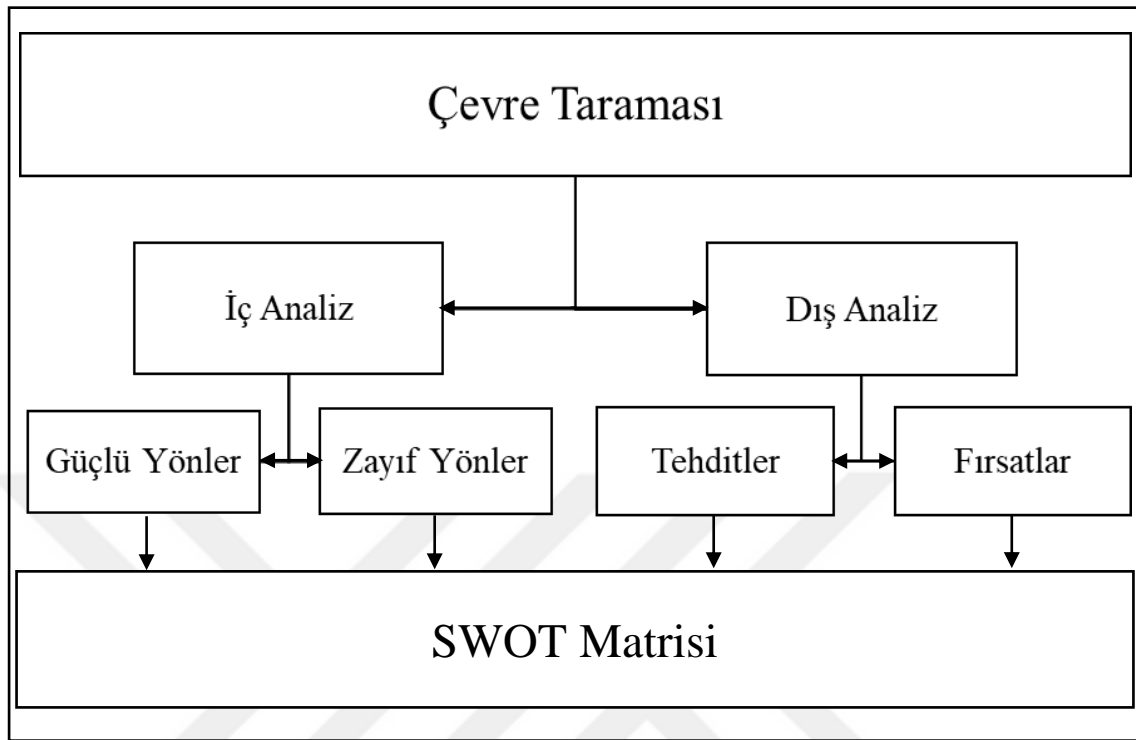 Çevre Taraması
İç Analiz
Dış Analiz
Güçlü Yönler
Zayıf Yönler
Tehditler
Fırsatlar
SWOT Matrisi